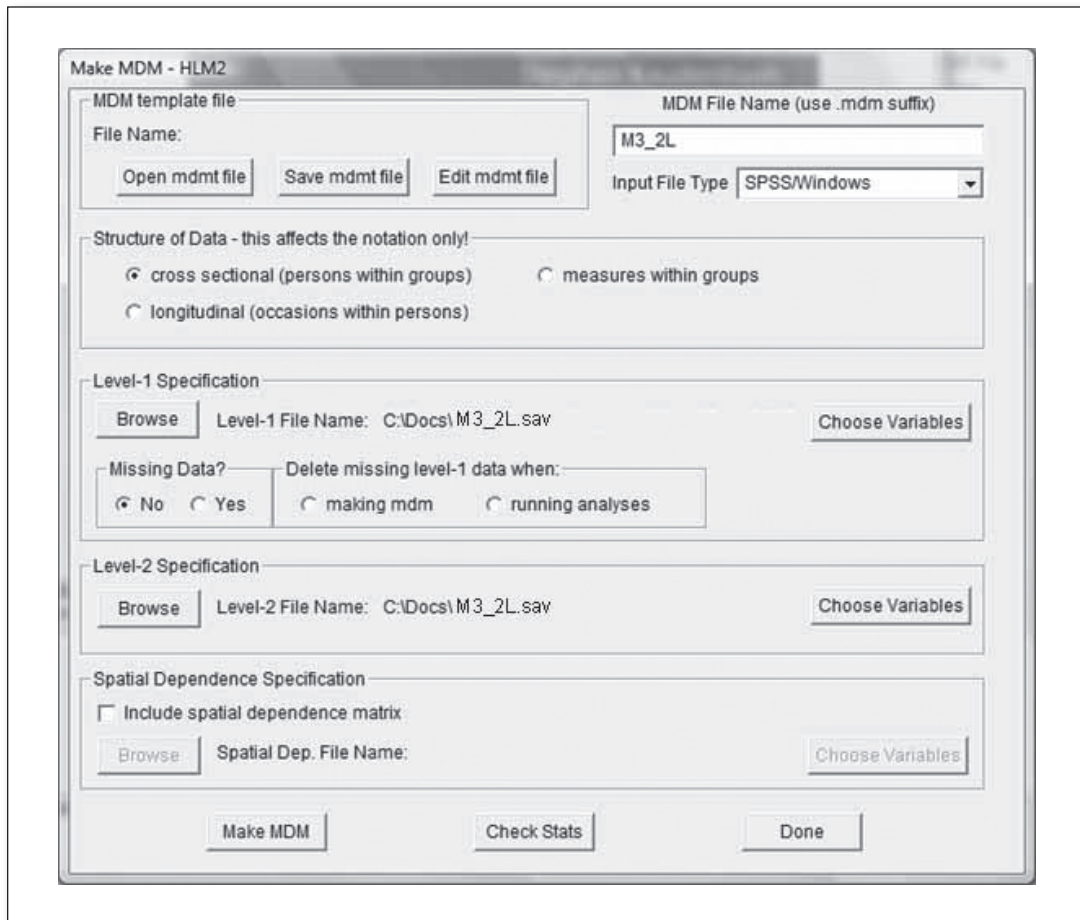 Make MDM - HLM2
MDM template file
File Name:
Open mdmt file Save mdmt file Edit mdmt file
MDM File Name (use .mdm suffix)
M3_2L
Input File Type SPSS/Windows
Structure of Data - this affects the notation only!
cross sectional (persons within groups) measures within groups
longitudinal (occasions within persons)
Level-1 Specification
Browse Level-1 File Name: C:\Docs\M3_2L.sav Choose Variables
Missing Data? Delete missing level-1 data when:
No Yes making mdm running analyses
Level-2 Specification
Browse Level-2 File Name: C:\Docs\M3_2L.sav Choose Variables
Spatial Dependence Specification
Include spatial dependence matrix
Browse Spatial Dep. File Name: Choose Variables
Make MDM Check Stats Done